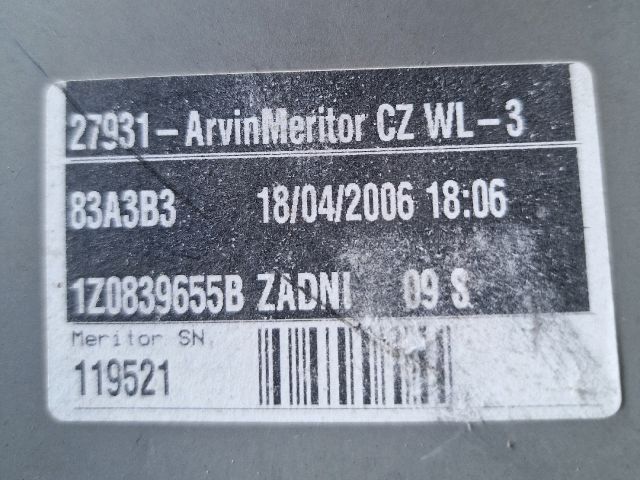 27931-ArvinMeritor CZ WL-3
83A3B3 18/04/2006 18:06
1Z0839655B ZADNI 09 S
Meritor SN.
119521